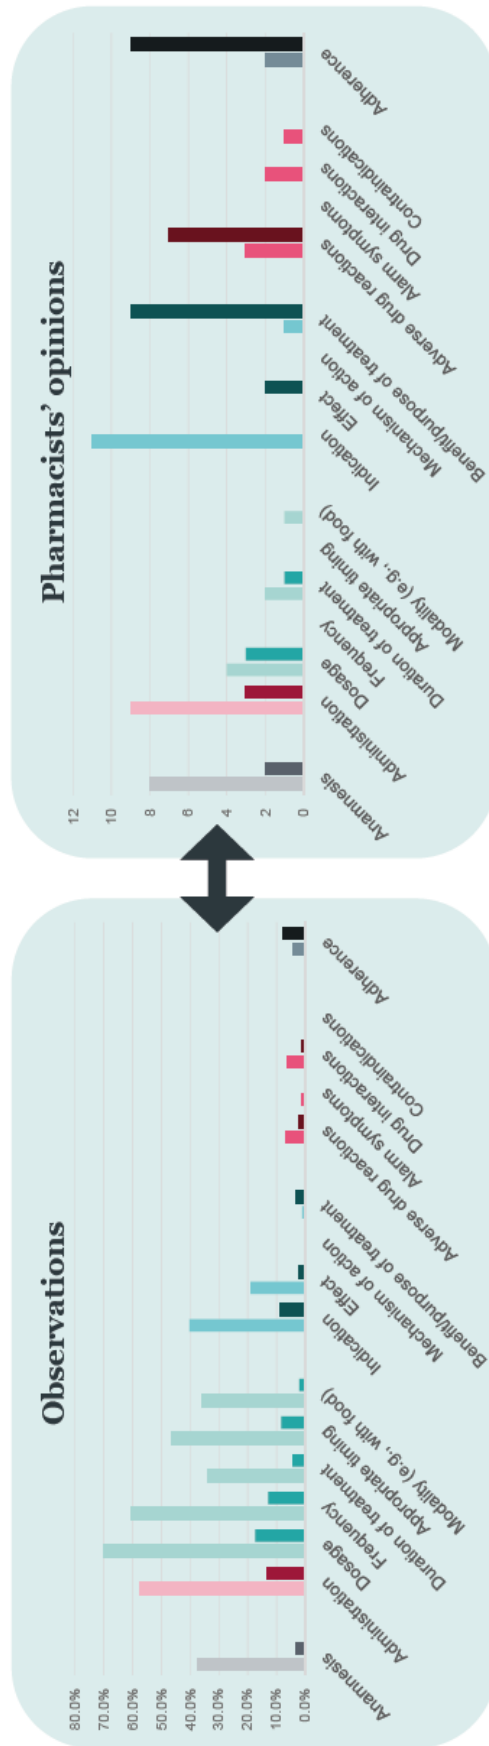 Observations
80.0%
70.0%
60.0%
50.0%
40.0%
30.0%
20.0%
10.0%
0.0%
Anamnesis
Administration
Dosage
Frequency
Duration of treatment
Appropriate timing
Modality (e.g., with food)
Indication
Effect
Mechanism of action
Benefit/purpose of treatment
Adverse drug reactions
Alarm symptoms
Drug interactions
Contraindications
Adherence
Pharmacists' opinions
12
10
8
6
4
2
0
Anamnesis
Administration
Dosage
Frequency
Duration of treatment
Appropriate timing
Modality (e.g., with food)
Indication
Effect
Mechanism of action
Benefit/purpose of treatment
Adverse drug reactions
Alarm symptoms
Drug interactions
Contraindications
Adherence